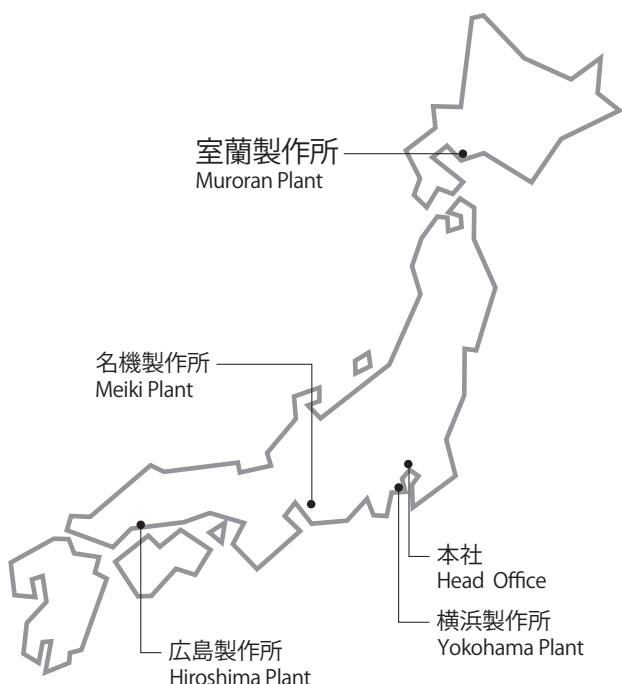 室蘭製作所
Muroran Plant
名機製作所
Meiki Plant
本社
Head Office
横浜製作所
Yokohama Plant
広島製作所
Hiroshima Plant